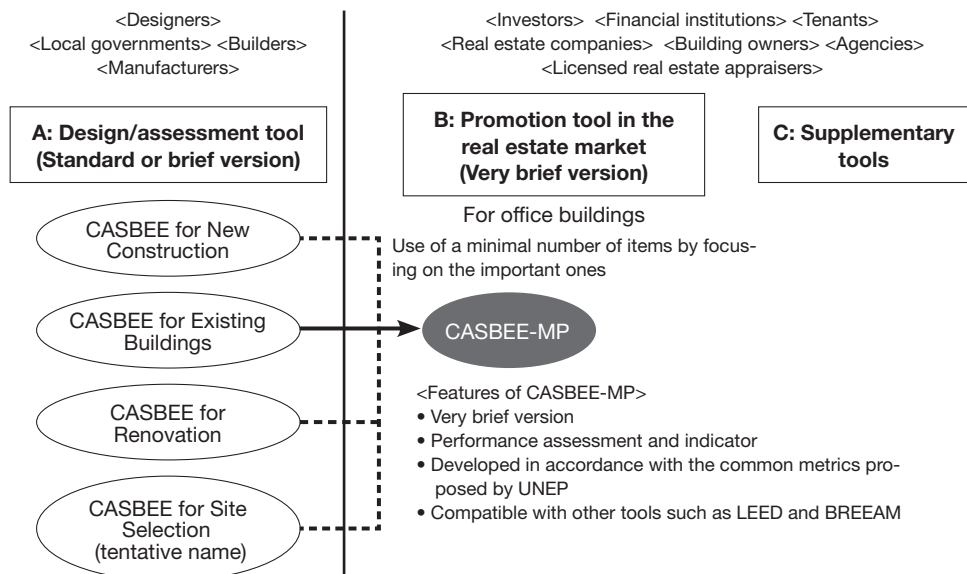 <Designers>
<Local governments> <Builders>
<Manufacturers>
<Investors> <Financial institutions> <Tenants>
<Real estate companies> <Building owners> <Agencies>
<Licensed real estate appraisers>
A: Design/assessment tool
(Standard or brief version)
B: Promotion tool in the
real estate market
(Very brief version)
C: Supplementary
tools
CASBEE for New
Construction
CASBEE for Existing
Buildings
CASBEE for
Renovation
CASBEE for Site
Selection
(tentative name)
For office buildings
Use of a minimal number of items by focus-
ing on the important ones
CASBEE-MP
<Features of CASBEE-MP>
• Very brief version
• Performance assessment and indicator
• Developed in accordance with the common metrics pro-
posed by UNEP
• Compatible with other tools such as LEED and BREEAM